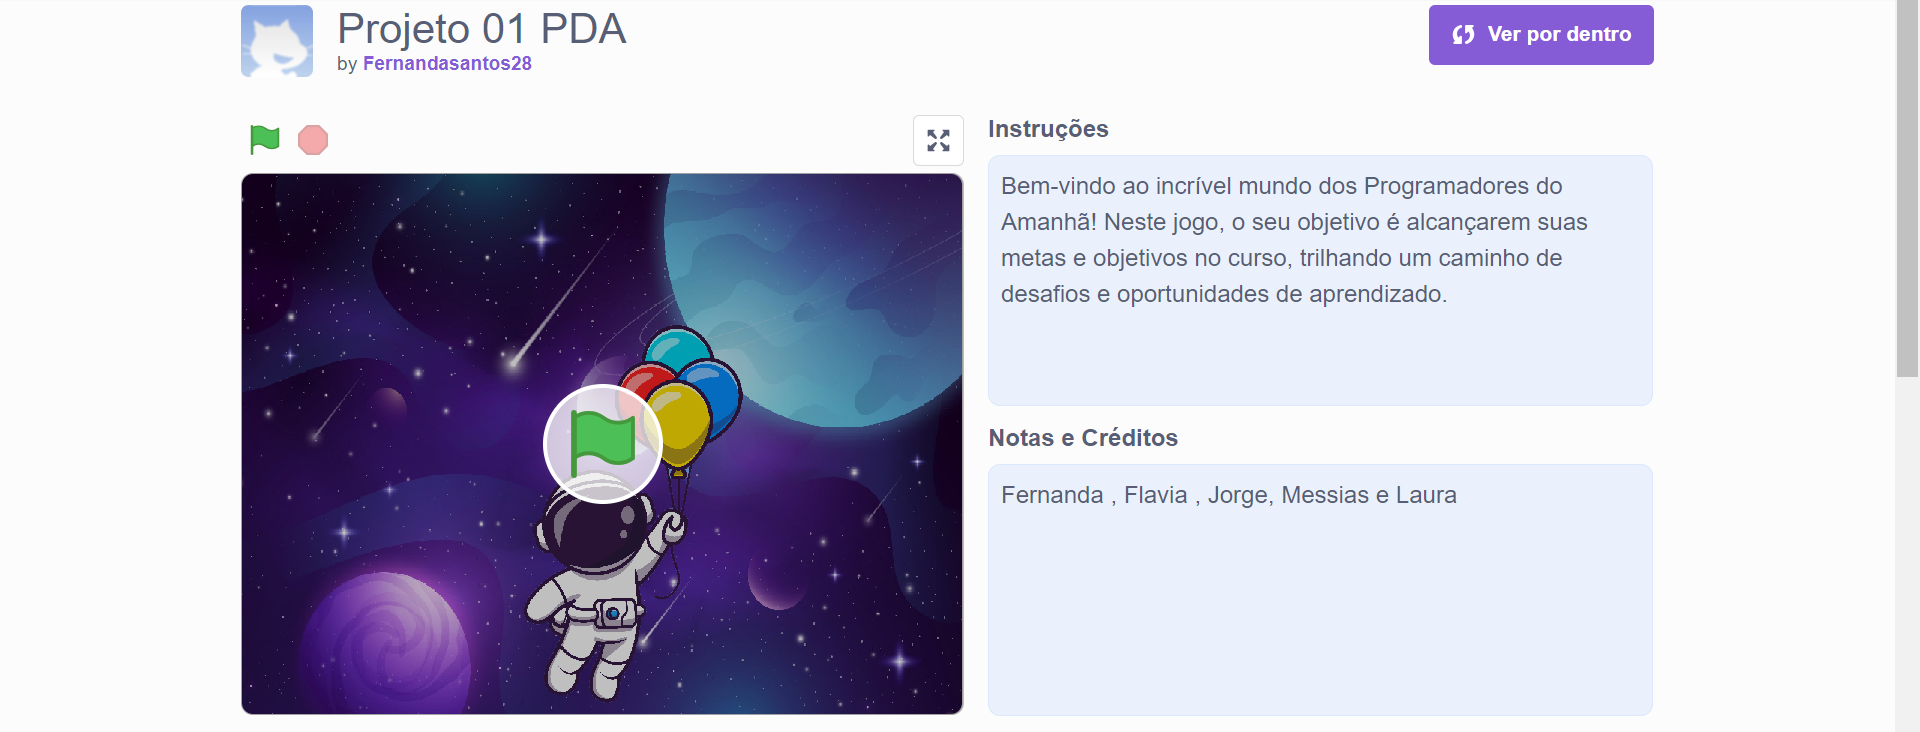 Projeto 01 PDA
by Fernandasantos28
Ver por dentro
Instruções
Bem-vindo ao incrível mundo dos Programadores do
Amanhã! Neste jogo, o seu objetivo é alcançarem suas
metas e objetivos no curso, trilhando um caminho de
desafios e oportunidades de aprendizado.
Notas e Créditos
Fernanda , Flavia , Jorge, Messias e Laura